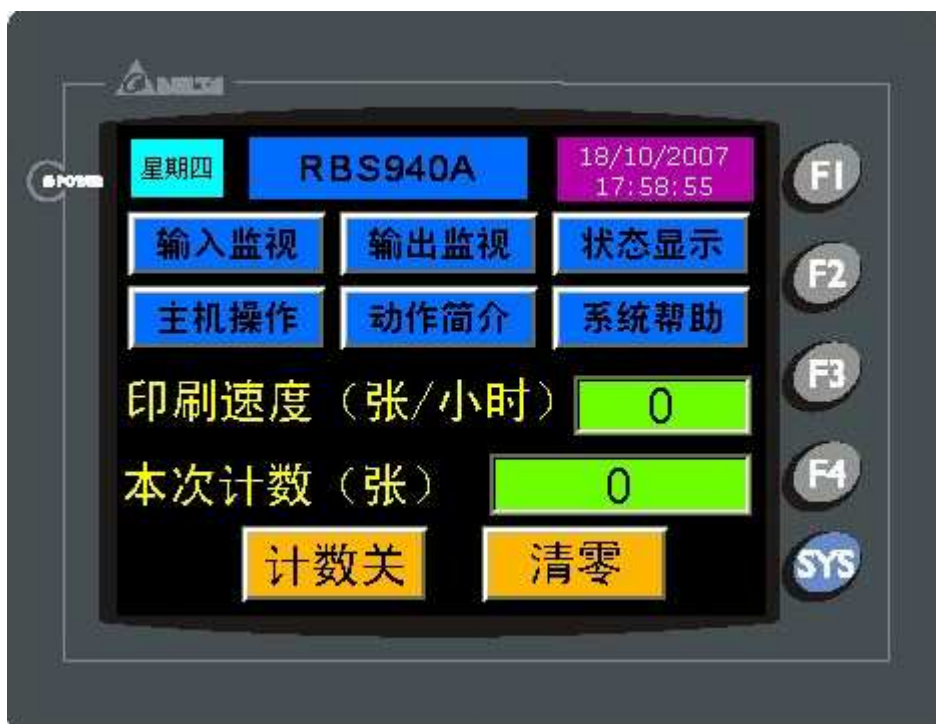 DELTA
POWER
星期四
RBS940A
18/10/2007
17:58:55
F1
输入监视
输出监视
状态显示
F2
主机操作
动作简介
系统帮助
印刷速度（张/小时）
0
F3
本次计数（张）
0
F4
计数关
清零
SYS